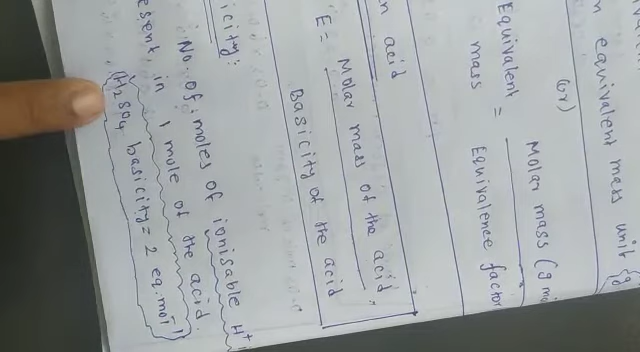 n equivalent mass unit {g
(or)
Equivalent mass = Molar mass (g mo
Equivalence factor
n acid
E = Molar mass of the acid
Basicity of the acid
icity:
No. of moles of ionisable H+
esent in 1 mole of the acid.
(H2SO4 basicity = 2 eq.mol-1)